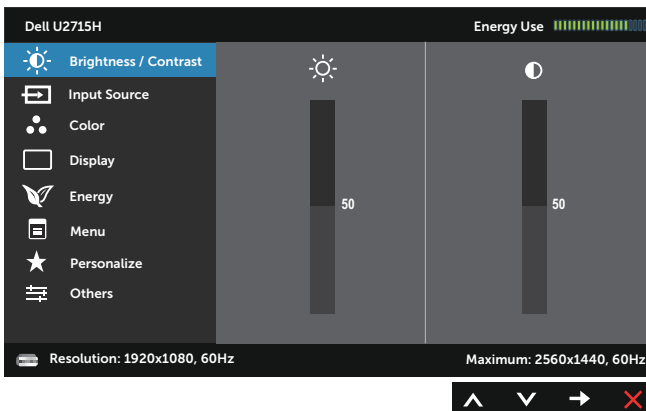 Dell U2715H
Energy Use
Brightness / Contrast
Input Source
Color
Display
Energy
Menu
Personalize
Others
50
50
Resolution: 1920x1080, 60Hz
Maximum: 2560x1440, 60Hz